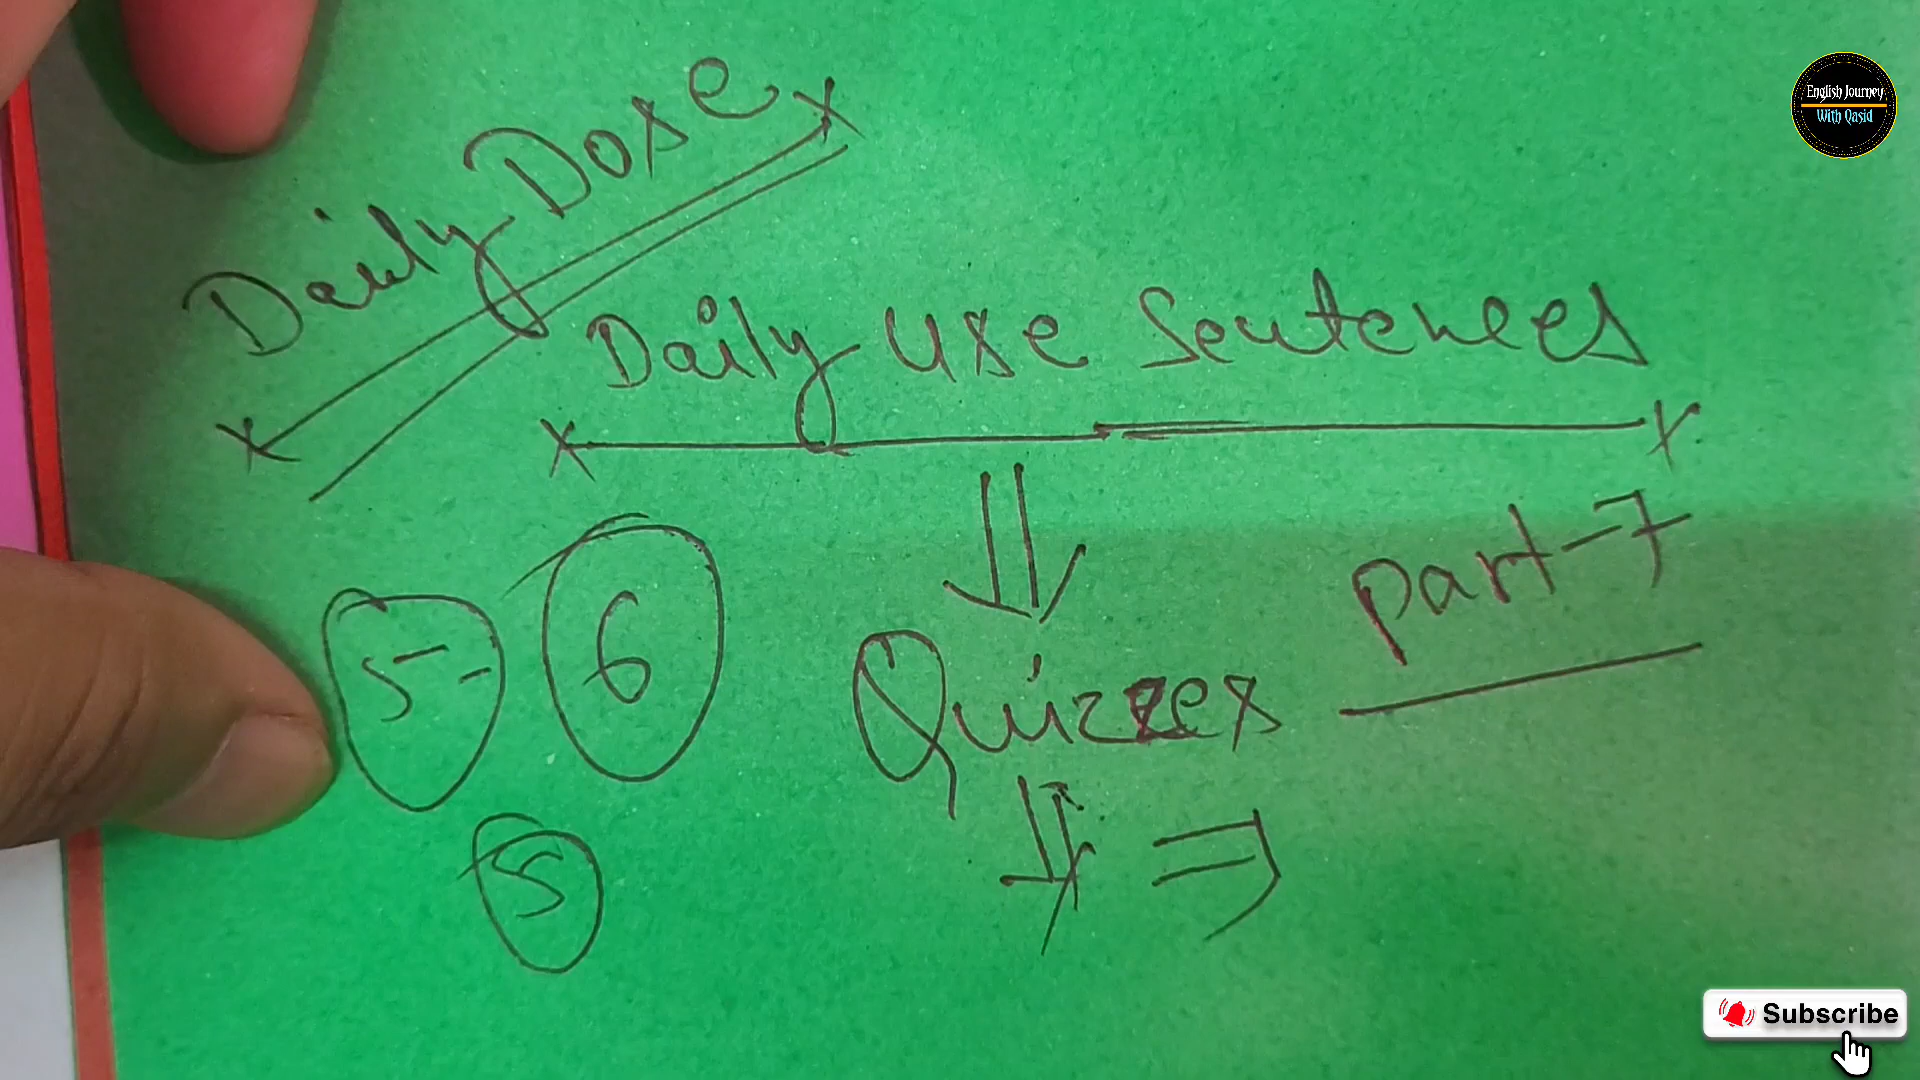 Daily Dose
English Journey
With Qasid
Daily use Sentences
part-7
5
6
Quizzes
5
Subscribe